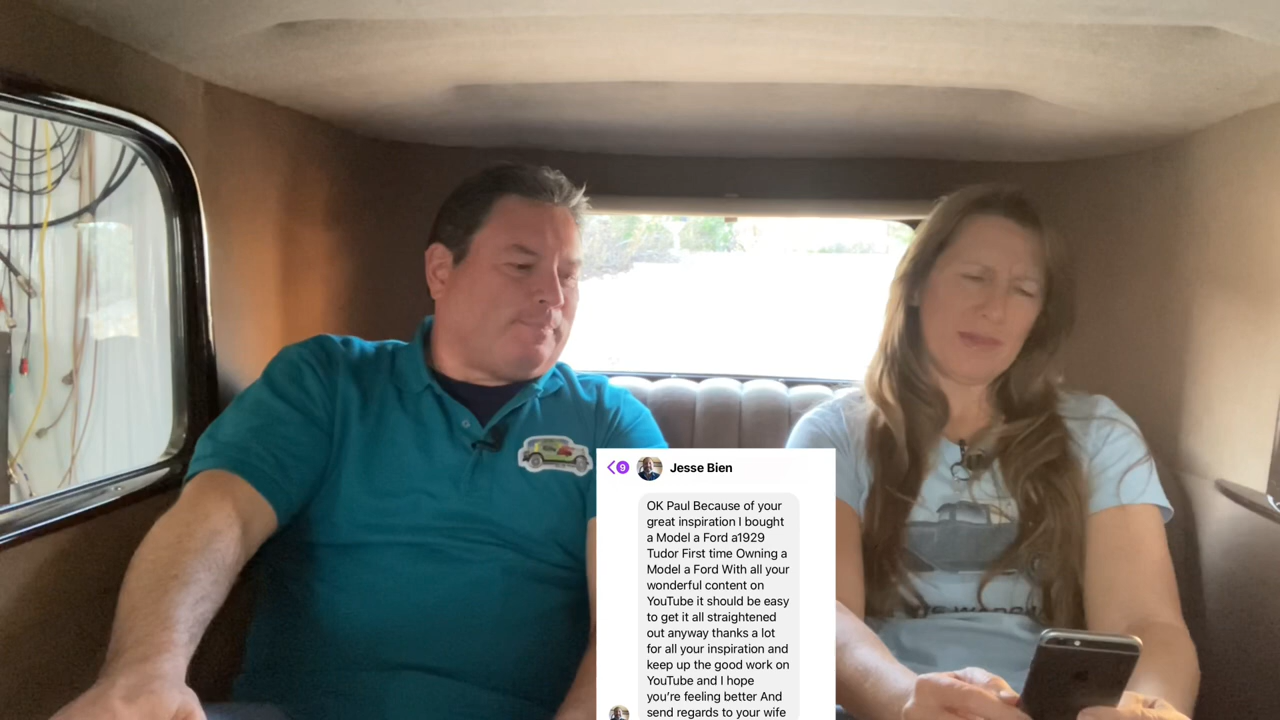 9
Jesse Bien
OK Paul Because of your
great inspiration I bought
a Model a Ford a1929
Tudor First time Owning a
Model a Ford With all your
wonderful content on
YouTube it should be easy
to get it all straightened
out anyway thanks a lot
for all your inspiration and
keep up the good work on
YouTube and I hope
you're feeling better And
send regards to your wife